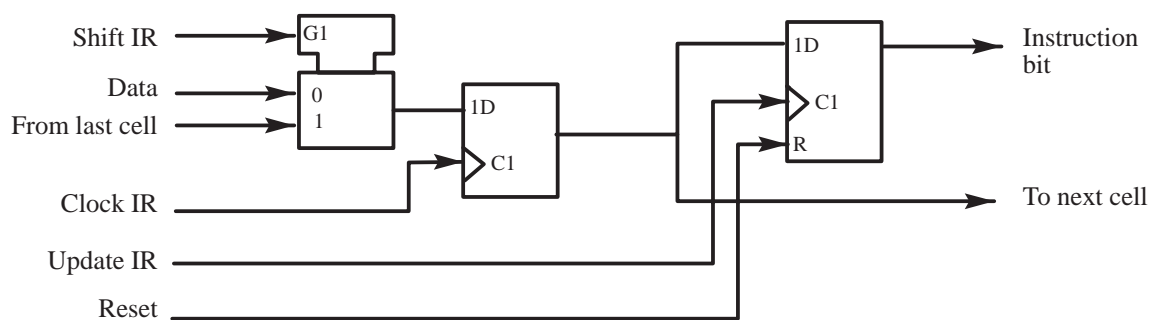 Shift IR
G1
Data
0
From last cell
1
1D
C1
Clock IR
Update IR
Reset
1D
C1
R
Instruction
bit
To next cell